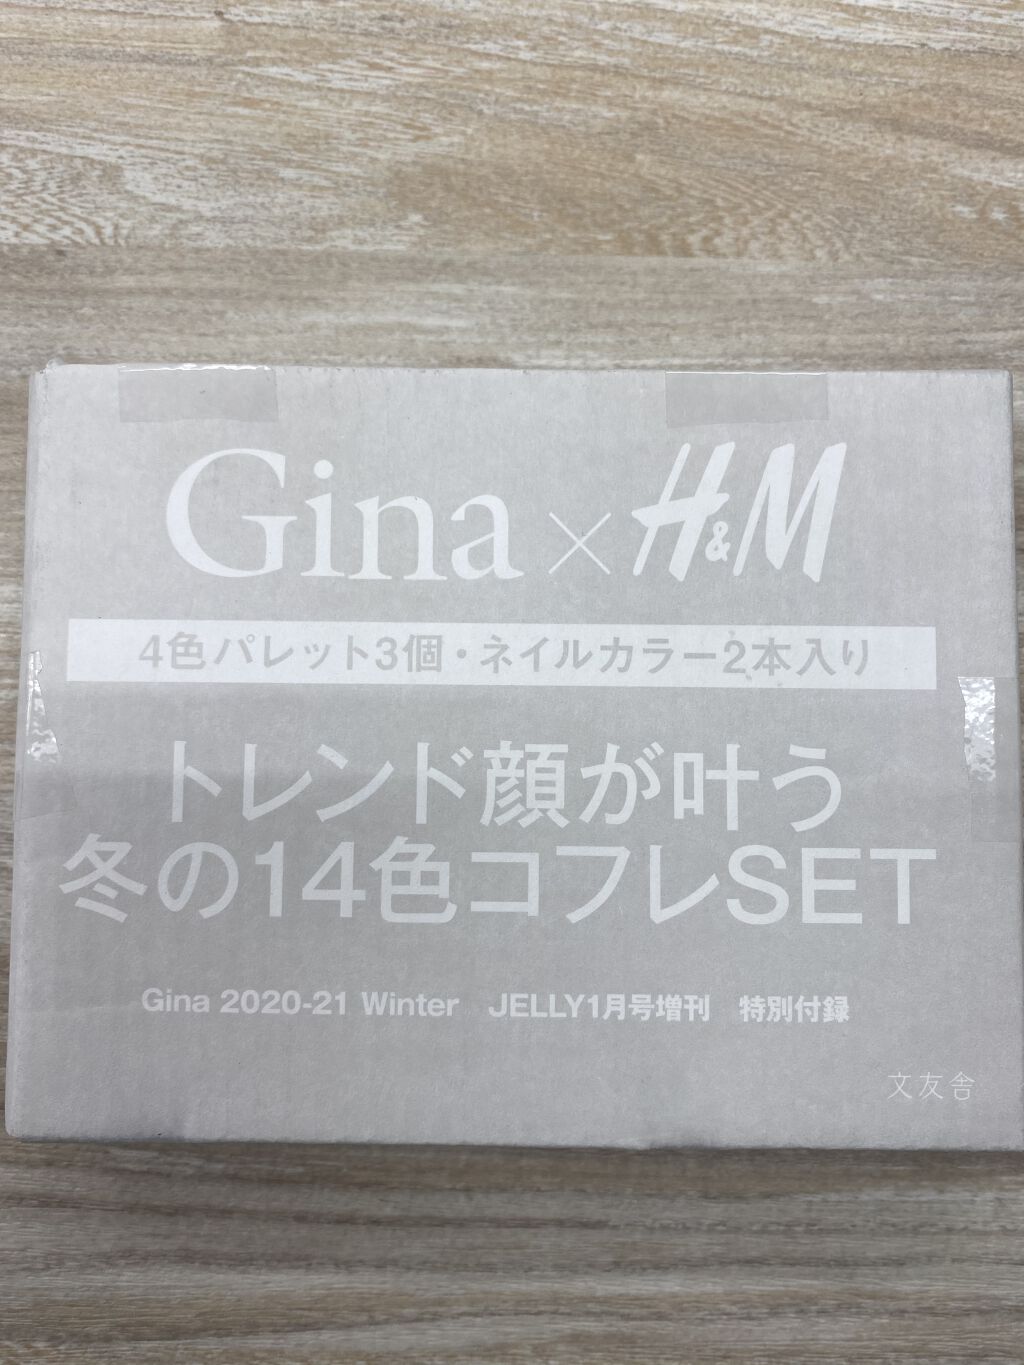 Gina×H&M
4色パレット3個・ネイルカラー2本入り
トレンド顔が叶う
冬の14色コフレSET
Gina 2020-21 Winter　JELLY1月号増刊　特別付録
文友舎